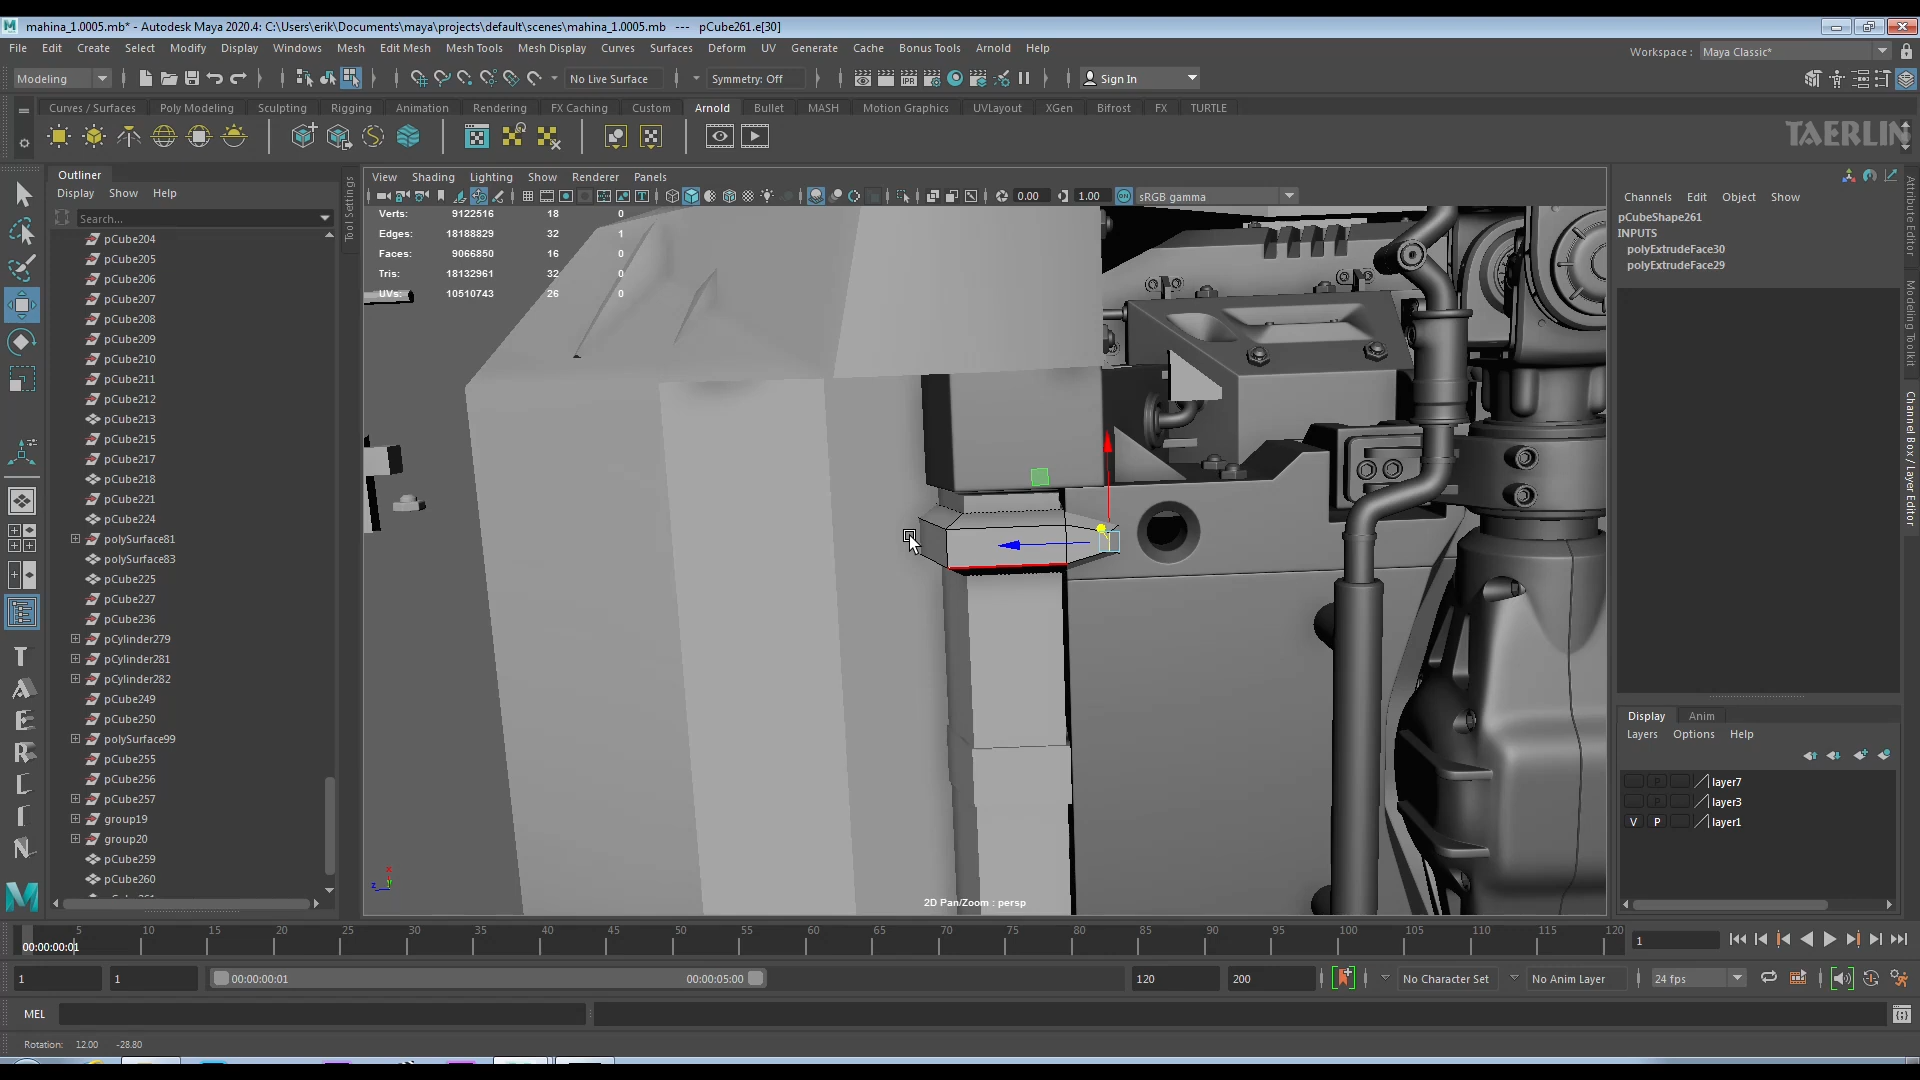 mahina_1.0005.mb* - Autodesk Maya 2020.4: C:\Users\erik\Documents\maya\projects\default\scenes\mahina_1.0005.mb --- pCube261.e[30]
File Edit Create Select Modify Display Windows Mesh Edit Mesh Mesh Tools Mesh Display Curves Surfaces Deform UV Generate Cache Bonus Tools Arnold Help
Workspace : Maya Classic*
Modeling No Live Surface Symmetry: Off Sign In
Curves / Surfaces Poly Modeling Sculpting Rigging Animation Rendering FX Caching Custom Arnold Bullet MASH Motion Graphics UVLayout XGen Bifrost FX TURTLE
TAERLIN
Outliner
Display Show Help
Search...
pCube204
pCube205
pCube206
pCube207
pCube208
pCube209
pCube210
pCube211
pCube212
pCube213
pCube215
pCube217
pCube218
pCube221
pCube224
polySurface81
polySurface83
pCube225
pCube227
pCube236
pCylinder279
pCylinder281
pCylinder282
pCube249
pCube250
polySurface99
pCube255
pCube256
pCube257
group19
group20
pCube259
pCube260
Tool Settings
View Shading Lighting Show Renderer Panels
0.00 1.00 sRGB gamma
Verts: 9122516 18 0
Edges: 18188829 32 1
Faces: 9066850 16 0
Tris: 18132961 32 0
UVs: 10510743 26 0
2D Pan/Zoom : persp
Channels Edit Object Show
pCubeShape261
INPUTS
polyExtrudeFace30
polyExtrudeFace29
Attribute Editor
Modeling Toolkit
Channel Box / Layer Editor
Display Anim
Layers Options Help
P layer7
P layer3
V P layer1
5 10 15 20 25 30 35 40 45 50 55 60 65 70 75 80 85 90 95 100 105 110 115 120
00:00:00:01
1
1 1 00:00:00:01 00:00:05:00 120 200 No Character Set No Anim Layer 24 fps
MEL
Rotation: 12.00 -28.80